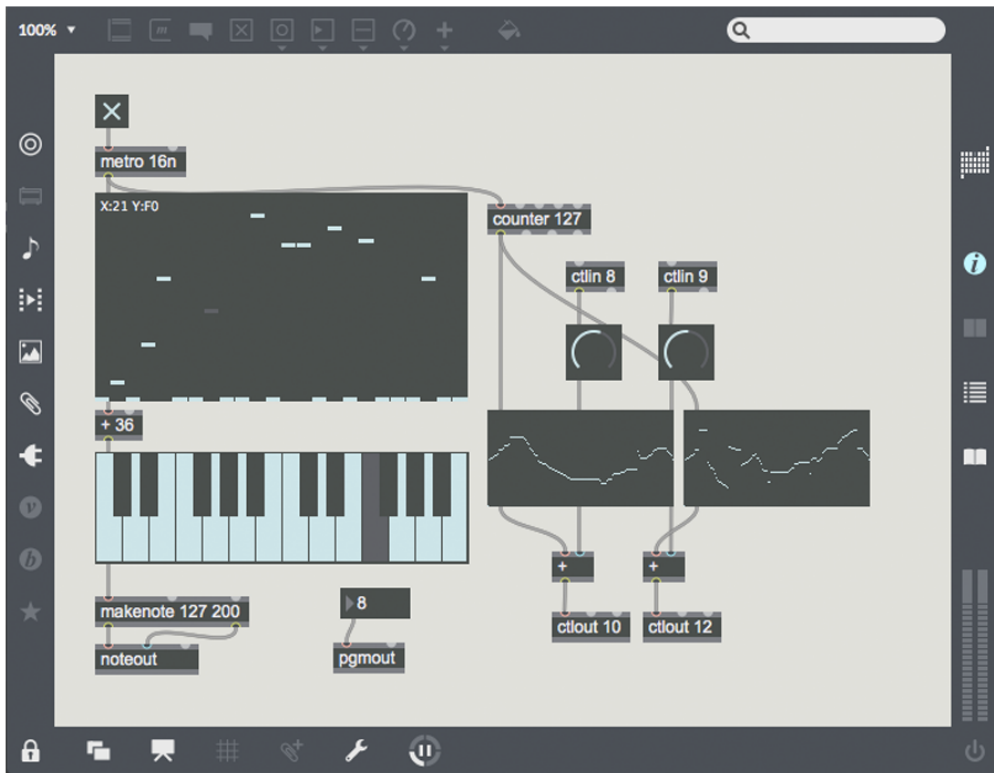 100%
metro 16n
X:21 Y:F0
counter 127
ctlin 8
ctlin 9
+ 36
+
+
makenote 127 200
8
ctlout 10
ctlout 12
noteout
pgmout